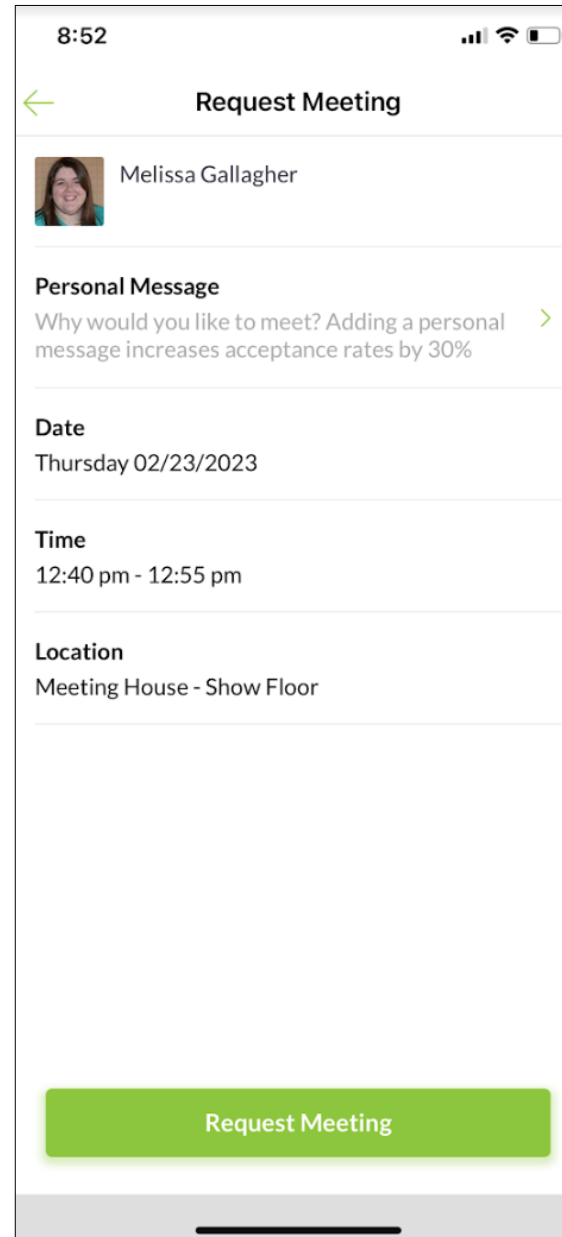 8:52
Request Meeting
Melissa Gallagher
Personal Message
Why would you like to meet? Adding a personal
message increases acceptance rates by 30%
Date
Thursday 02/23/2023
Time
12:40 pm - 12:55 pm
Location
Meeting House - Show Floor
Request Meeting